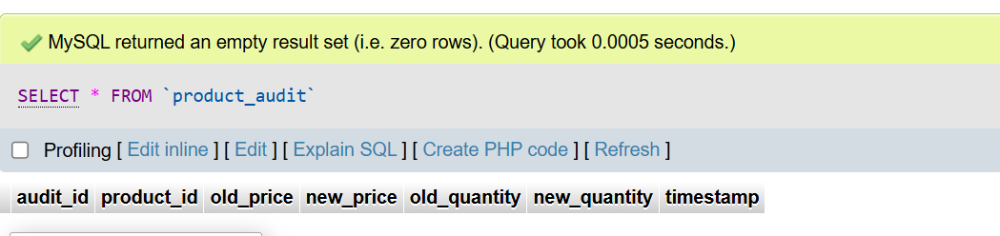 MySQL returned an empty result set (i.e. zero rows). (Query took 0.0005 seconds.)
SELECT * FROM `product_audit`
Profiling [ Edit inline ] [ Edit ] [ Explain SQL ] [ Create PHP code ] [ Refresh ]
audit_id product_id old_price new_price old_quantity new_quantity timestamp